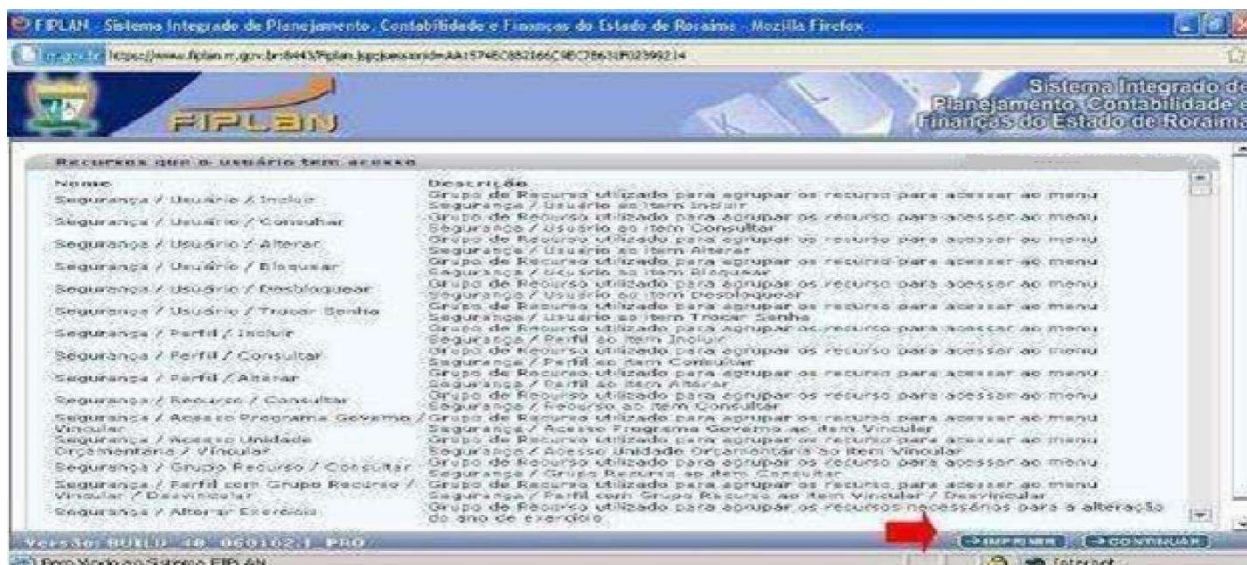 FIPLAN - Sistema Integrado de Planejamento, Contabilidade e Finanças do Estado de Roraima - Mozilla Firefox
FIPLAN
Sistema Integrado de
Planejamento, Contabilidade e
Finanças do Estado de Roraima
Recursos que o usuário tem acesso
Nome Descrição
Segurança / Usuário / Incluir Grupo de Recurso utilizado para agrupar os recurso para acessar ao menu
Segurança / Usuário ao item Incluir
Segurança / Usuário / Consultar Grupo de Recurso utilizado para agrupar os recurso para acessar ao menu
Segurança / Usuário ao item Consultar
Segurança / Usuário / Alterar Grupo de Recurso utilizado para agrupar os recurso para acessar ao menu
Segurança / Usuário ao item Alterar
Segurança / Usuário / Bloquear Grupo de Recurso utilizado para agrupar os recurso para acessar ao menu
Segurança / Usuário ao item Bloquear
Segurança / Usuário / Desbloquear Grupo de Recurso utilizado para agrupar os recurso para acessar ao menu
Segurança / Usuário ao item Desbloquear
Segurança / Usuário / Trocar Senha Grupo de Recurso utilizado para agrupar os recurso para acessar ao menu
Segurança / Usuário ao item Trocar Senha
Segurança / Perfil / Incluir Grupo de Recurso utilizado para agrupar os recurso para acessar ao menu
Segurança / Perfil ao item Incluir
Segurança / Perfil / Consultar Grupo de Recurso utilizado para agrupar os recurso para acessar ao menu
Segurança / Perfil ao item Consultar
Segurança / Perfil / Alterar Grupo de Recurso utilizado para agrupar os recurso para acessar ao menu
Segurança / Perfil ao item Alterar
Segurança / Recurso / Consultar Grupo de Recurso utilizado para agrupar os recurso para acessar ao menu
Segurança / Recurso ao item Consultar
Segurança / Acesso Programa Governo / Grupo de Recurso utilizado para agrupar os recurso para acessar ao menu
Vincular Segurança / Acesso Programa Governo ao item Vincular
Segurança / Acesso Unidade Grupo de Recurso utilizado para agrupar os recurso para acessar ao menu
Orçamentária / Vincular Segurança / Acesso Unidade Orçamentária ao item Vincular
Segurança / Grupo Recurso / Consultar Grupo de Recurso utilizado para agrupar os recurso para acessar ao menu
Segurança / Grupo Recurso ao item Consultar
Segurança / Perfil com Grupo Recurso / Grupo de Recurso utilizado para agrupar os recurso para acessar ao menu
Vincular / Desvincular Segurança / Perfil com Grupo Recurso ao item Vincular / Desvincular
Segurança / Alterar Exercício Grupo de Recurso utilizado para agrupar os recursos necessários para a alteração
do ano de exercício
Versão: BUILD_48_060102.1_PRO IMPRIMIR CONTINUAR
Bem Vindo ao Sistema FIPLAN Internet